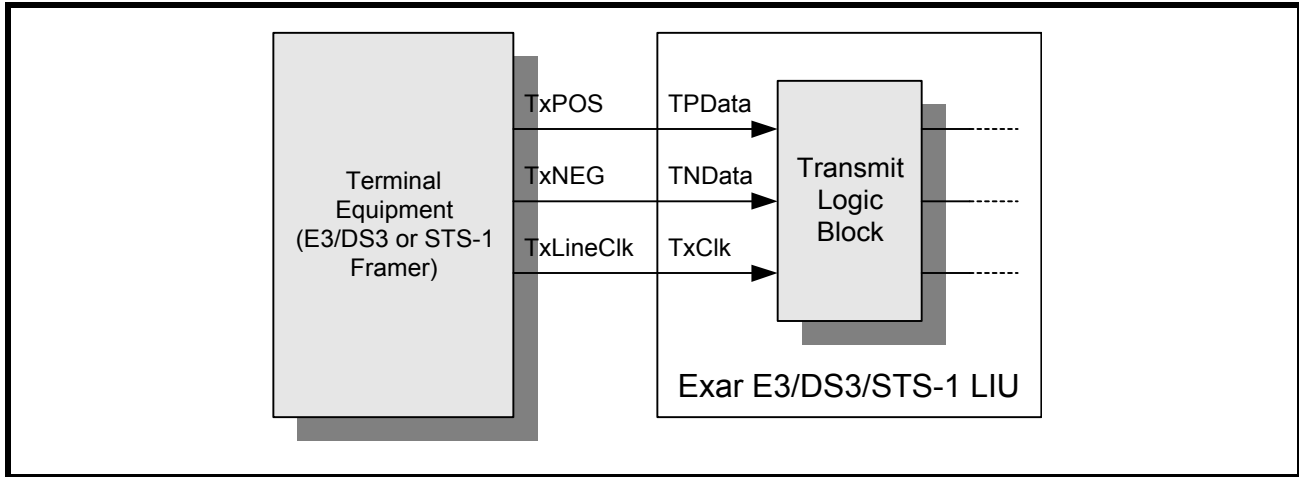 Terminal
Equipment
(E3/DS3 or STS-1
Framer)
TxPOS
TPData
TxNEG
TNData
TxLineClk
TxClk
Transmit
Logic
Block
Exar E3/DS3/STS-1 LIU